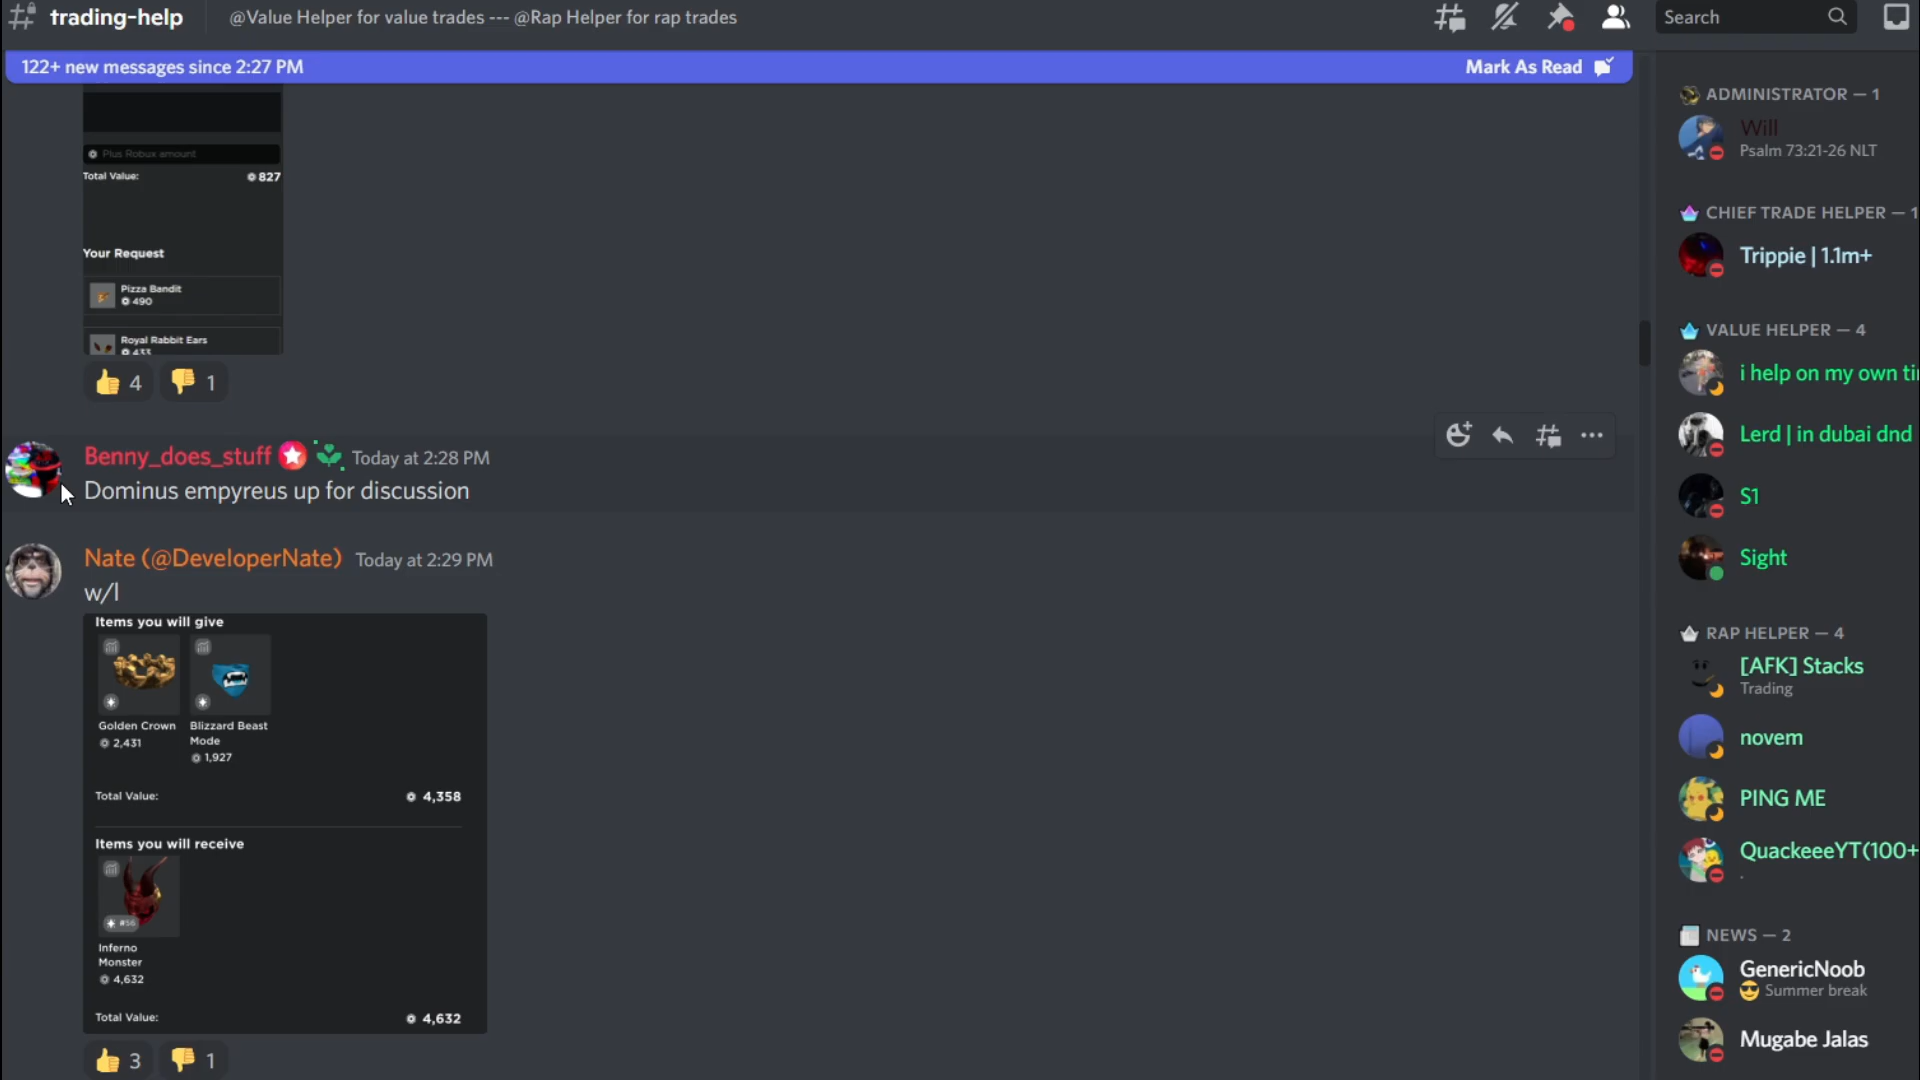 trading-help
@Value Helper for value trades --- @Rap Helper for rap trades
Search
122+ new messages since 2:27 PM
Mark As Read
Plus Robux amount
Total Value:
827
Your Request
Pizza Bandit
490
Royal Rabbit Ears
433
4
1
Benny_does_stuff
Today at 2:28 PM
Dominus empyreus up for discussion
Nate (@DeveloperNate)
Today at 2:29 PM
w/l
Items you will give
Golden Crown
2,431
Blizzard Beast
Mode
1,927
Total Value:
4,358
Items you will receive
#56
Inferno
Monster
4,632
Total Value:
4,632
3
1
ADMINISTRATOR — 1
Will
Psalm 73:21-26 NLT
CHIEF TRADE HELPER — 1
Trippie | 1.1m+
VALUE HELPER — 4
i help on my own ti
Lerd | in dubai dnd
S1
Sight
RAP HELPER — 4
[AFK] Stacks
Trading
novem
PING ME
QuackeeeYT(100+
.
NEWS — 2
GenericNoob
Summer break
Mugabe Jalas